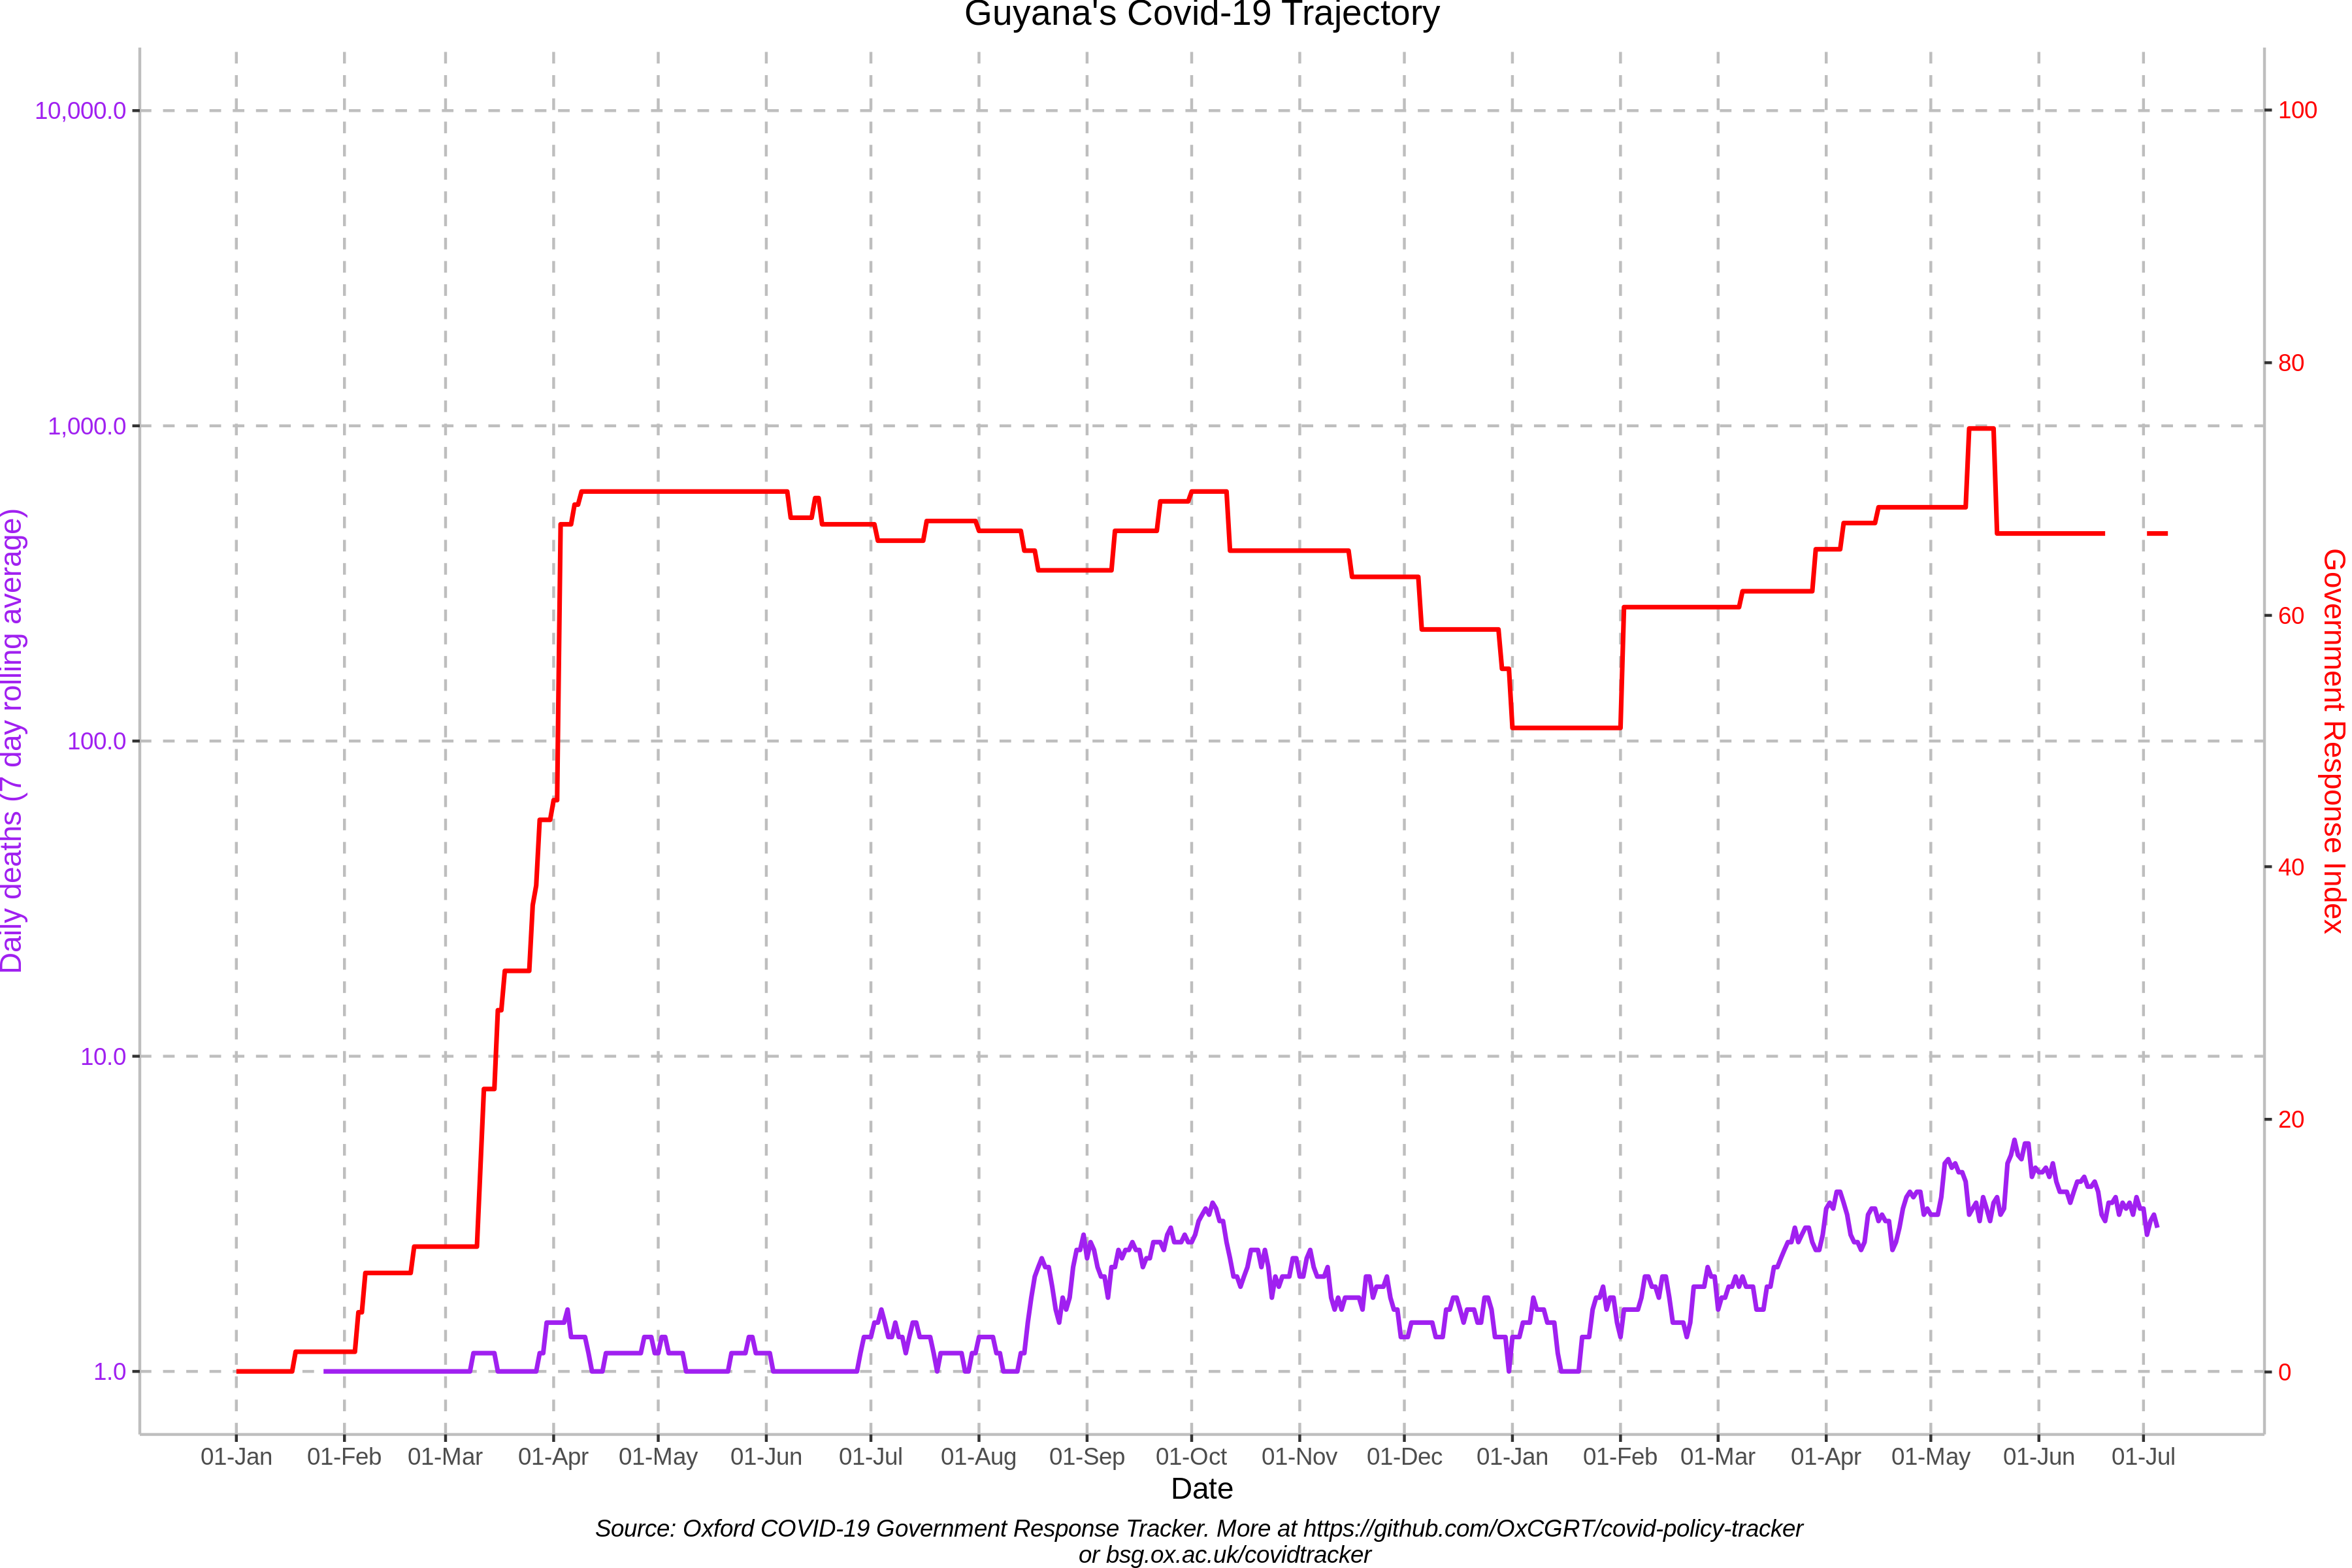 Guyana's Covid-19 Trajectory
10,000.0
1,000.0
100.0
10.0
1.0
Daily deaths (7 day rolling average)
100
80
60
40
20
0
Government Response Index
01-Jan 01-Feb 01-Mar 01-Apr 01-May 01-Jun 01-Jul 01-Aug 01-Sep 01-Oct 01-Nov 01-Dec 01-Jan 01-Feb 01-Mar 01-Apr 01-May 01-Jun 01-Jul
Date
Source: Oxford COVID-19 Government Response Tracker. More at https://github.com/OxCGRT/covid-policy-tracker
or bsg.ox.ac.uk/covidtracker